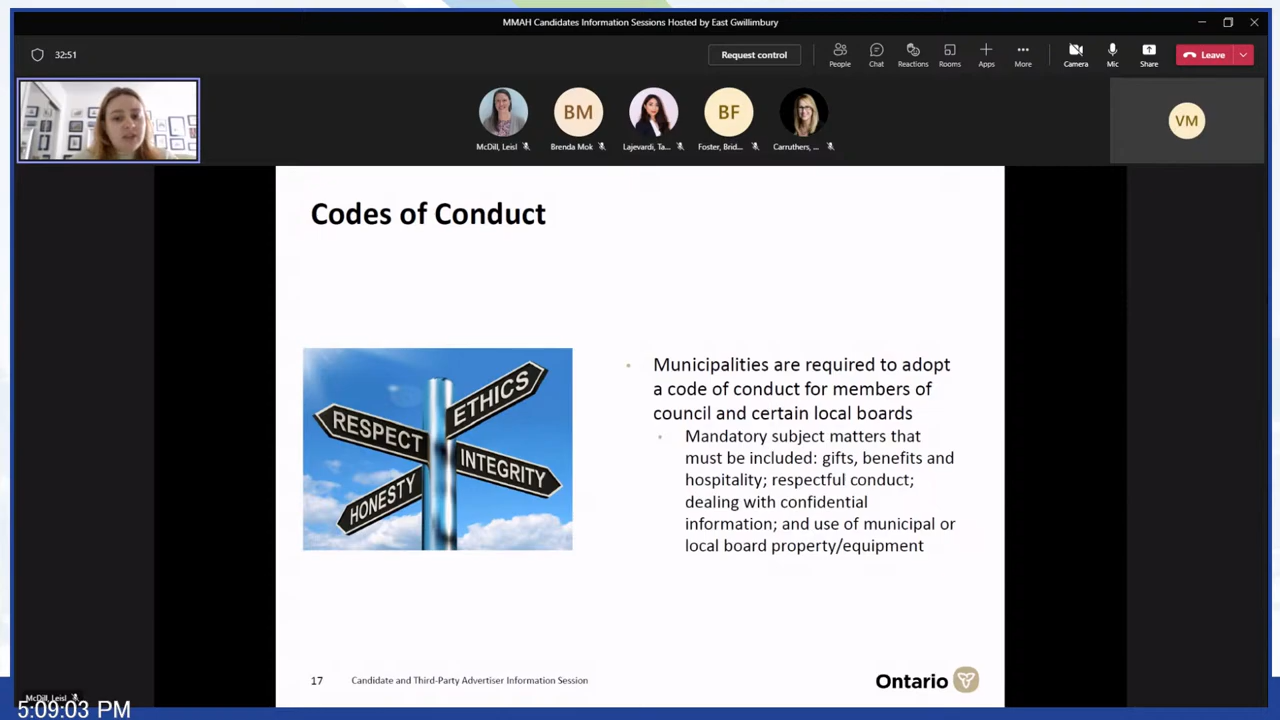 MMAH Candidates Information Sessions Hosted by East Gwillimbury
32:51
Request control
People
Chat
Reactions
Rooms
Apps
More
Camera
Mic
Share
Leave
BM
BF
VM
McDill, Leisl
Brenda Mok
Lajevardi, Ta...
Foster, Brid...
Carruthers, ...
Codes of Conduct
ETHICS
RESPECT
INTEGRITY
HONESTY
• Municipalities are required to adopt
a code of conduct for members of
council and certain local boards
• Mandatory subject matters that
must be included: gifts, benefits and
hospitality; respectful conduct;
dealing with confidential
information; and use of municipal or
local board property/equipment
17
Candidate and Third-Party Advertiser Information Session
Ontario
McDill, Leisl
5:09:03 PM